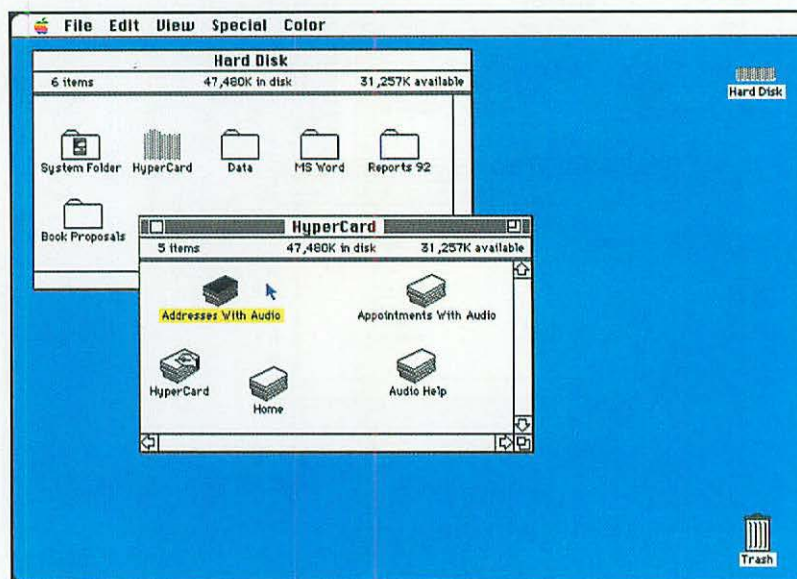 File Edit View Special Color
Hard Disk
6 items 47,480K in disk 31,257K available
Hard Disk
System Folder HyperCard Data MS Word Reports 92
Book Proposals
HyperCard
5 items 47,480K in disk 31,257K available
Addresses With Audio Appointments With Audio
HyperCard Home Audio Help
Trash